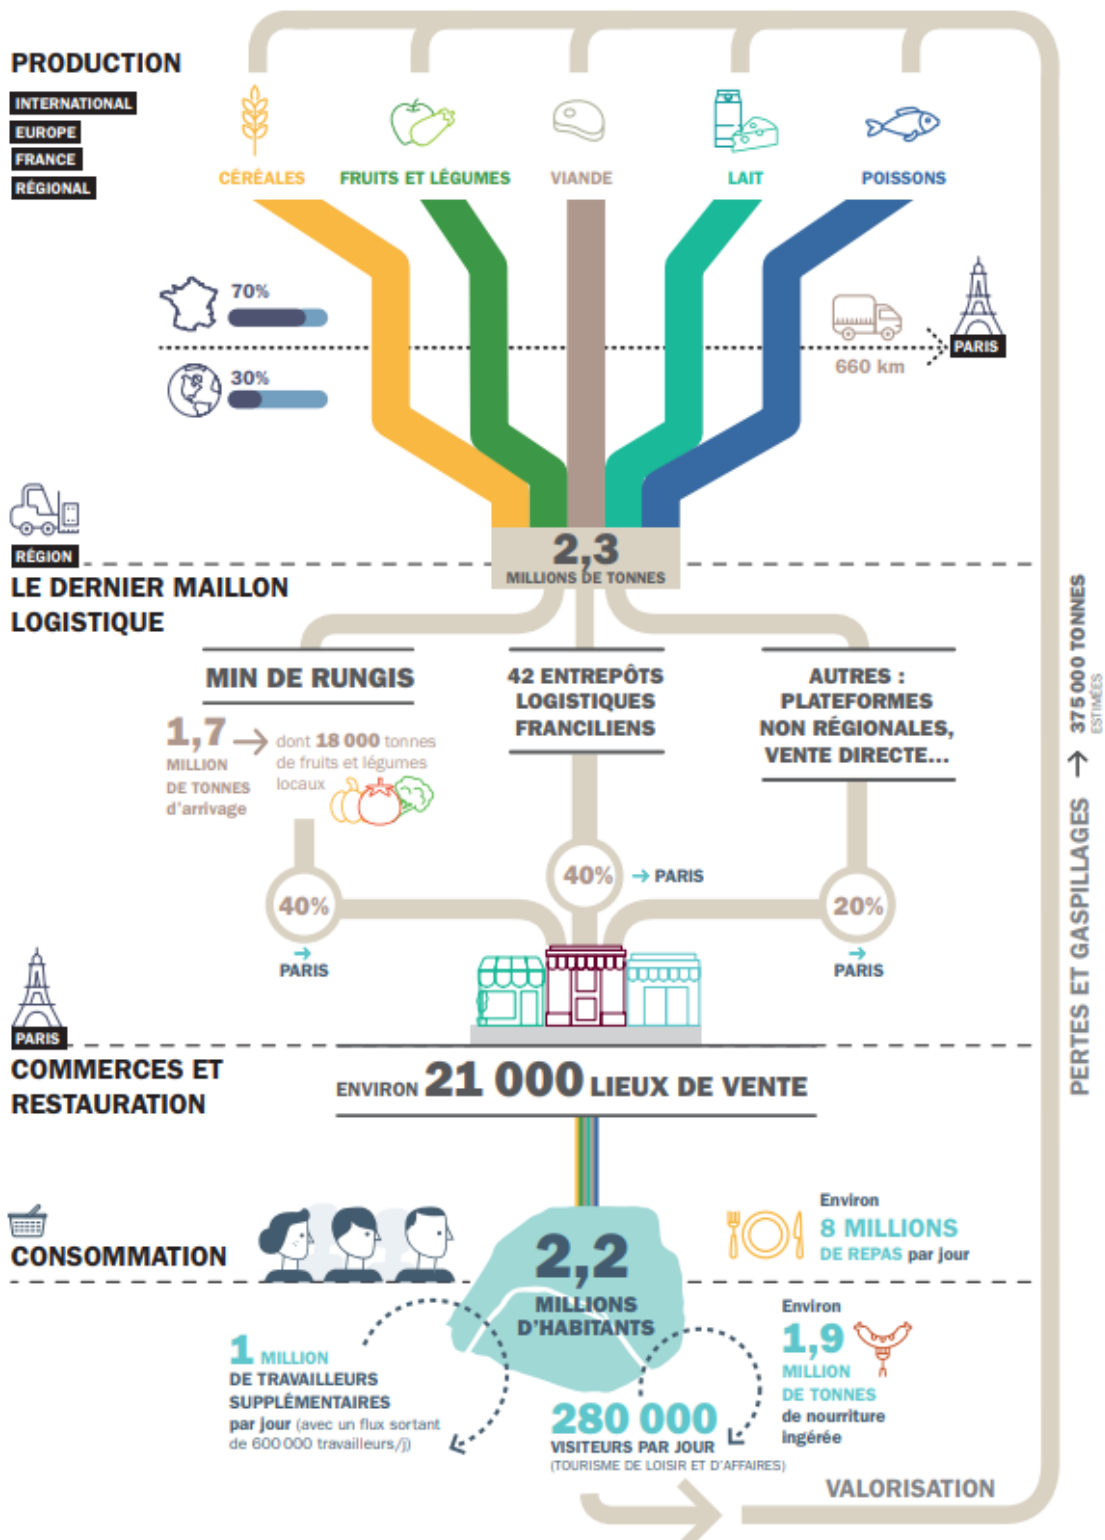 PRODUCTION
INTERNATIONAL
EUROPE
FRANCE
RÉGIONAL
CÉRÉALES
FRUITS ET LÉGUMES
VIANDE
LAIT
POISSONS
70%
30%
660 km
PARIS
RÉGION
2,3
MILLIONS DE TONNES
LE DERNIER MAILLON
LOGISTIQUE
MIN DE RUNGIS
1,7
MILLION
DE TONNES
d'arrivage
dont 18 000 tonnes
de fruits et légumes
locaux
42 ENTREPÔTS
LOGISTIQUES
FRANCILIENS
AUTRES :
PLATEFORMES
NON RÉGIONALES,
VENTE DIRECTE...
40%
→ PARIS
40%
→
PARIS
20%
→
PARIS
PARIS
COMMERCES ET
RESTAURATION
ENVIRON 21 000 LIEUX DE VENTE
CONSOMMATION
2,2
MILLIONS
D'HABITANTS
Environ
8 MILLIONS
DE REPAS par jour
1 MILLION
DE TRAVAILLEURS
SUPPLÉMENTAIRES
par jour (avec un flux sortant
de 600 000 travailleurs/j)
280 000
VISITEURS PAR JOUR
(TOURISME DE LOISIR ET D'AFFAIRES)
Environ
1,9
MILLION
DE TONNES
de nourriture
ingérée
VALORISATION
PERTES ET GASPILLAGES → 375 000 TONNES
ESTIMÉES